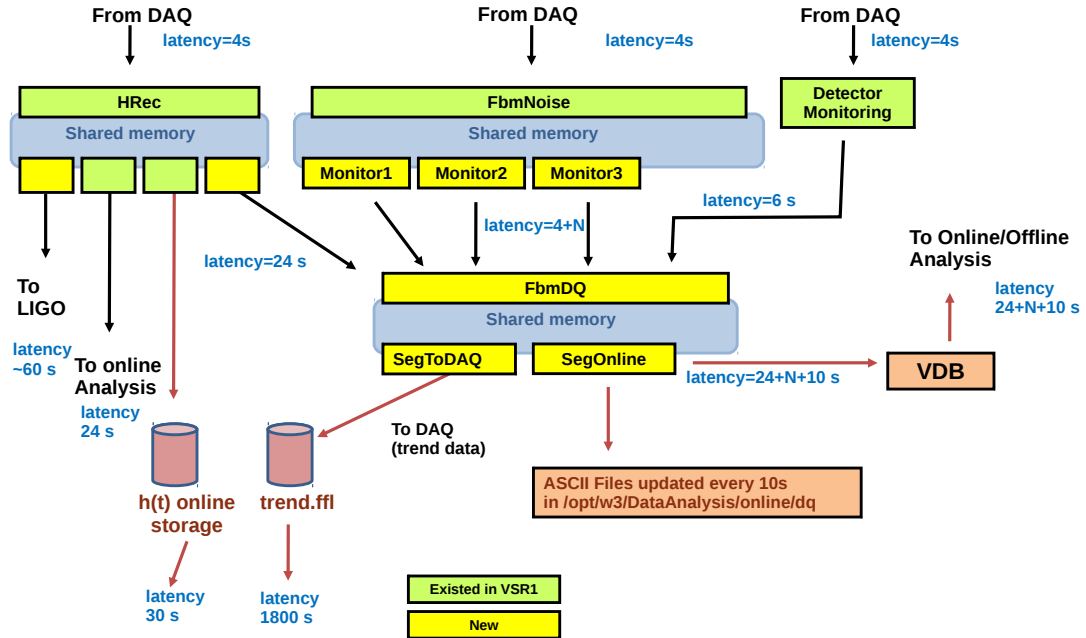 From DAQ
latency=4s
From DAQ
latency=4s
From DAQ
latency=4s
HRec
Shared memory
FbmNoise
Shared memory
Detector
Monitoring
Monitor1
Monitor2
Monitor3
latency=6 s
latency=4+N
latency=24 s
To Online/Offline
Analysis
latency
24+N+10 s
To
LIGO
latency
~60 s
FbmDQ
Shared memory
SegToDAQ
SegOnline
latency=24+N+10 s
VDB
To online
Analysis
latency
24 s
To DAQ
(trend data)
h(t) online
storage
trend.ffl
ASCII Files updated every 10s
in /opt/w3/DataAnalysis/online/dq
latency
30 s
latency
1800 s
Existed in VSR1
New